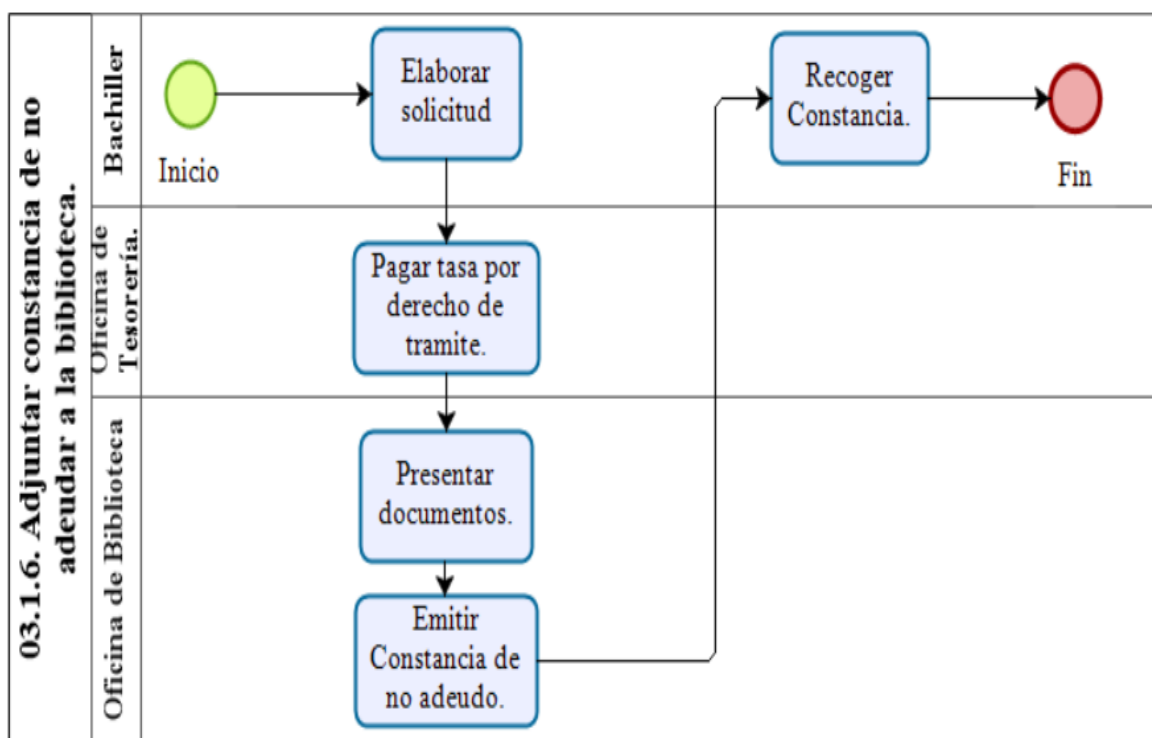 03.1.6. Adjuntar constancia de no
adeudar a la biblioteca.
Bachiller
Inicio
Elaborar
solicitud
Recoger
Constancia.
Fin
Oficina de
Tesorería.
Pagar tasa por
derecho de
tramite.
Oficina de Biblioteca
Presentar
documentos.
Emitir
Constancia de
no adeudo.